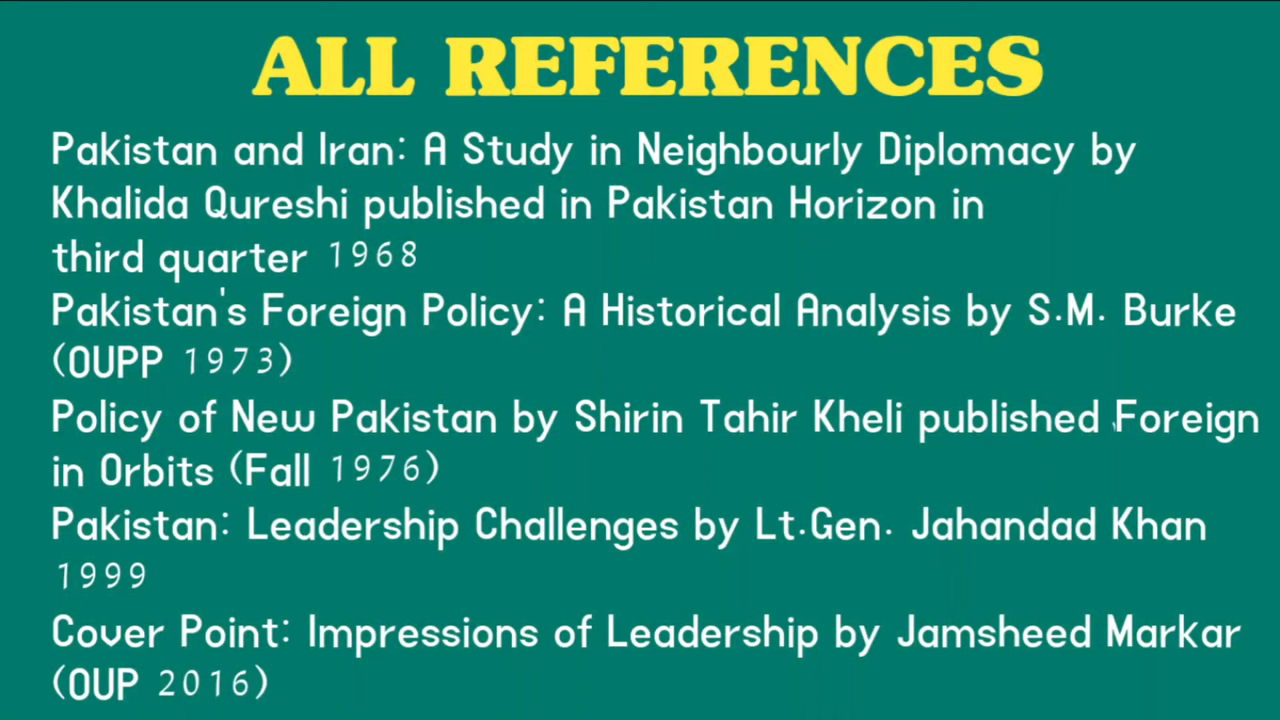 ALL REFERENCES
Pakistan and Iran: A Study in Neighbourly Diplomacy by
Khalida Qureshi published in Pakistan Horizon in
third quarter 1968
Pakistan's Foreign Policy: A Historical Analysis by S.M. Burke
(OUPP 1973)
Policy of New Pakistan by Shirin Tahir Kheli published Foreign
in Orbits (Fall 1976)
Pakistan: Leadership Challenges by Lt.Gen. Jahandad Khan
1999
Cover Point: Impressions of Leadership by Jamsheed Markar
(OUP 2016)